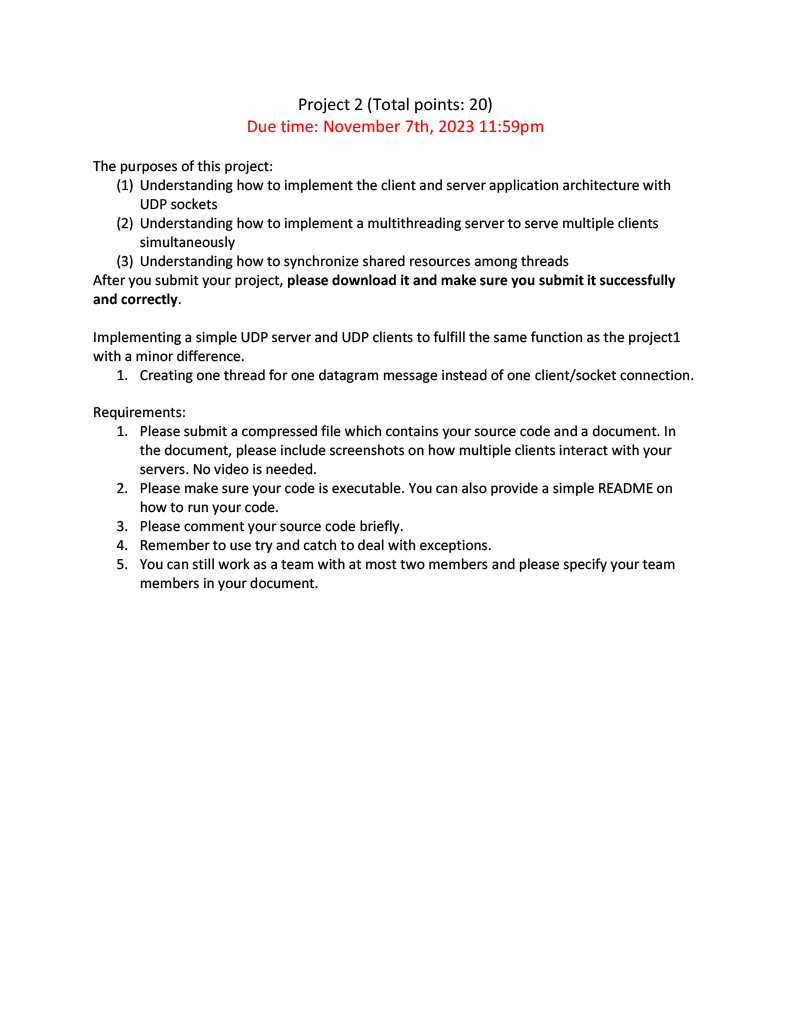 Project 2 (Total points: 20)
Due time: November 7th, 2023 11:59pm
The purposes of this project:
(1) Understanding how to implement the client and server application architecture with
UDP sockets
(2) Understanding how to implement a multithreading server to serve multiple clients
simultaneously
(3) Understanding how to synchronize shared resources among threads
After you submit your project, please download it and make sure you submit it successfully
and correctly.
Implementing a simple UDP server and UDP clients to fulfill the same function as the project1
with a minor difference.
1. Creating one thread for one datagram message instead of one client/socket connection.
Requirements:
1. Please submit a compressed file which contains your source code and a document. In
the document, please include screenshots on how multiple clients interact with your
servers. No video is needed.
2. Please make sure your code is executable. You can also provide a simple README on
how to run your code.
3. Please comment your source code briefly.
4. Remember to use try and catch to deal with exceptions.
5. You can still work as a team with at most two members and please specify your team
members in your document.